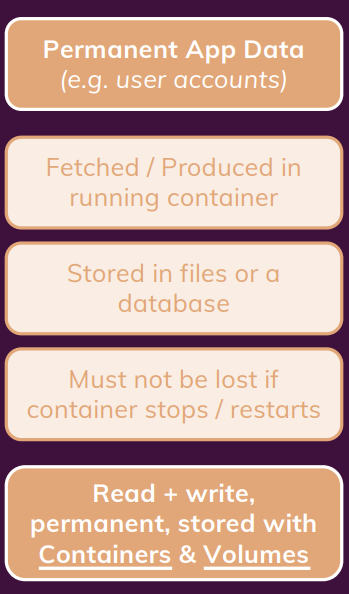 Permanent App Data
(e.g. user accounts)
Fetched / Produced in
running container
Stored in files or a
database
Must not be lost if
container stops / restarts
Read + write,
permanent, stored with
Containers & Volumes